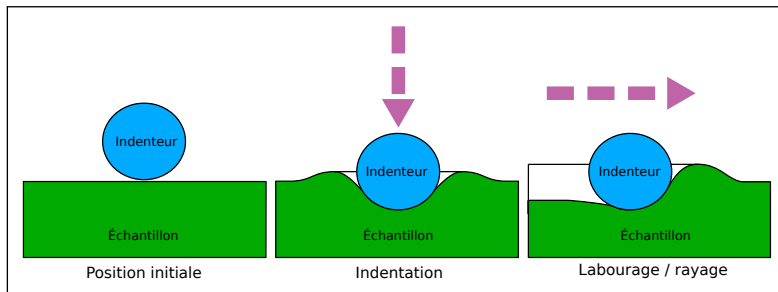 Indenteur
Échantillon
Position initiale
Indenteur
Échantillon
Indentation
Indenteur
Échantillon
Labourage / rayage